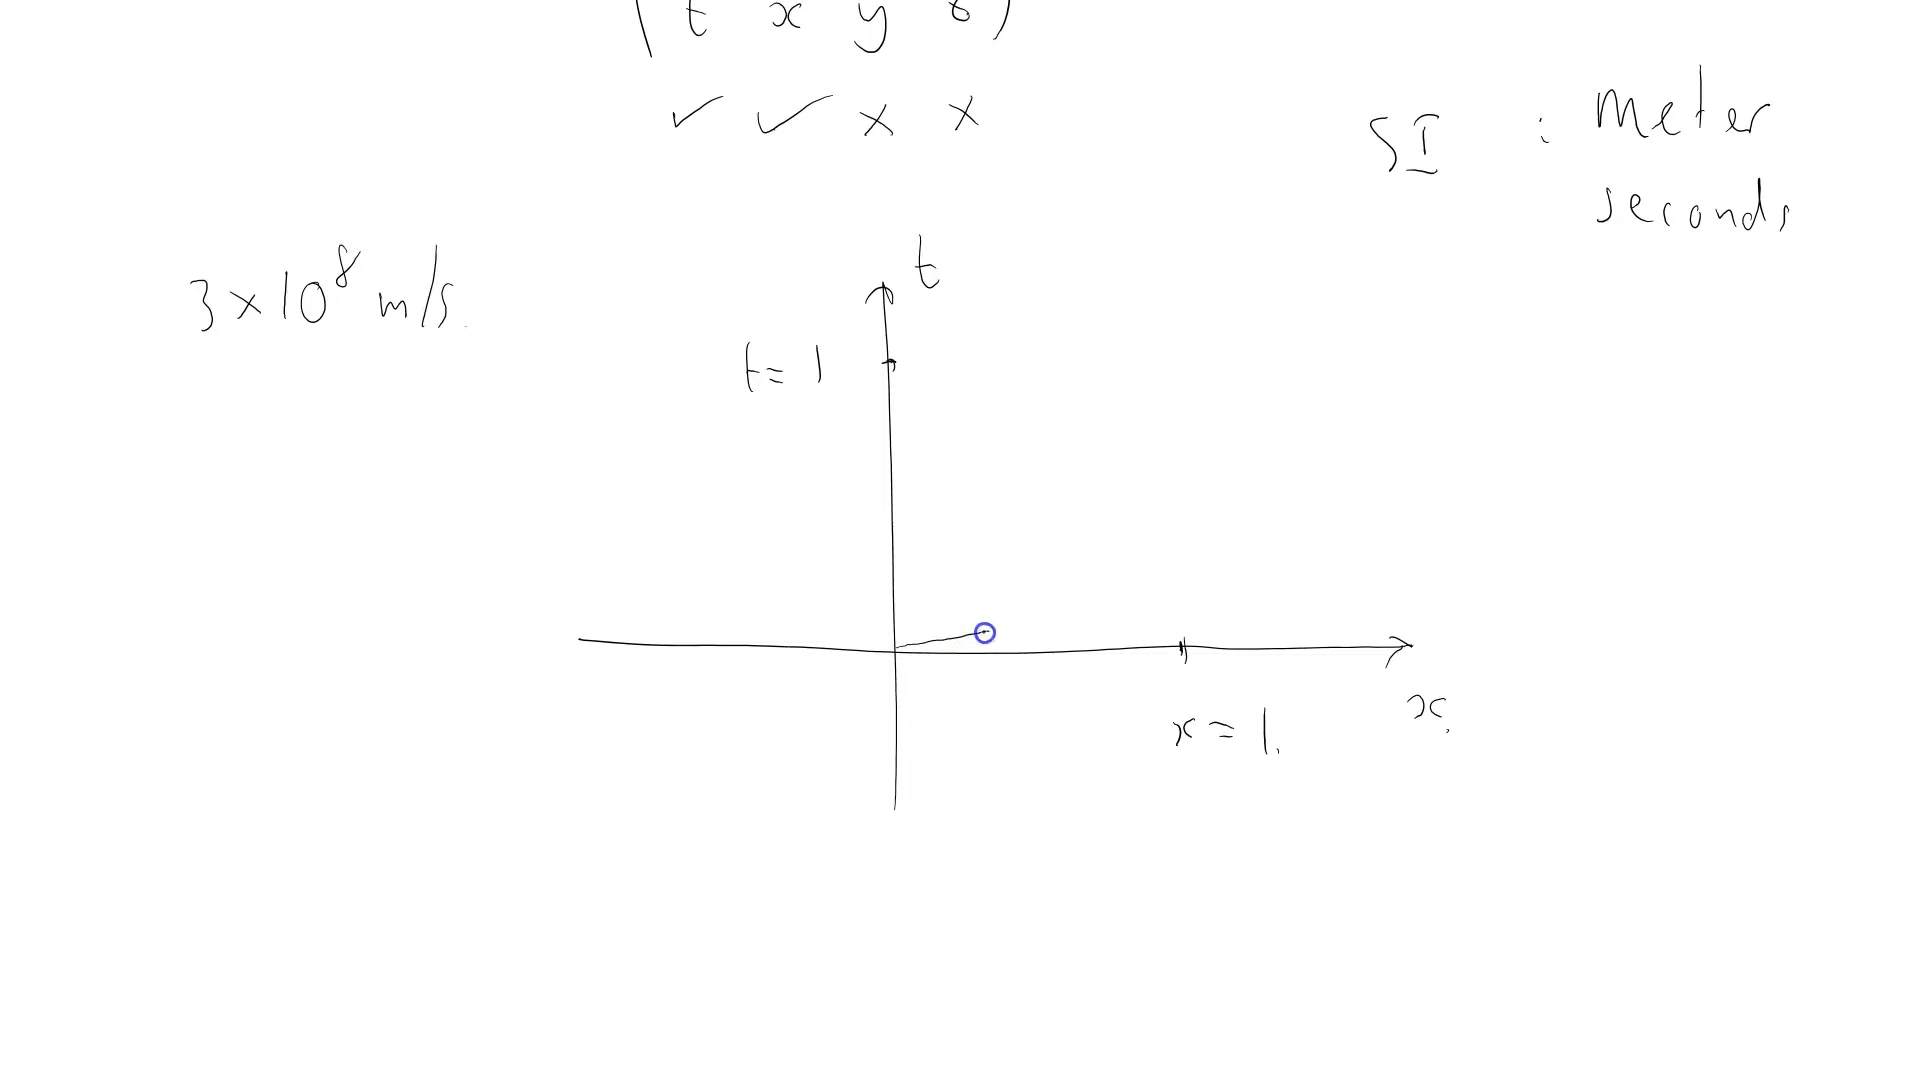 ( t x y z )
✓ ✓ x x
SI : meter
seconds
3 × 10⁸ m/s.
t
t = 1
x = 1.
x.